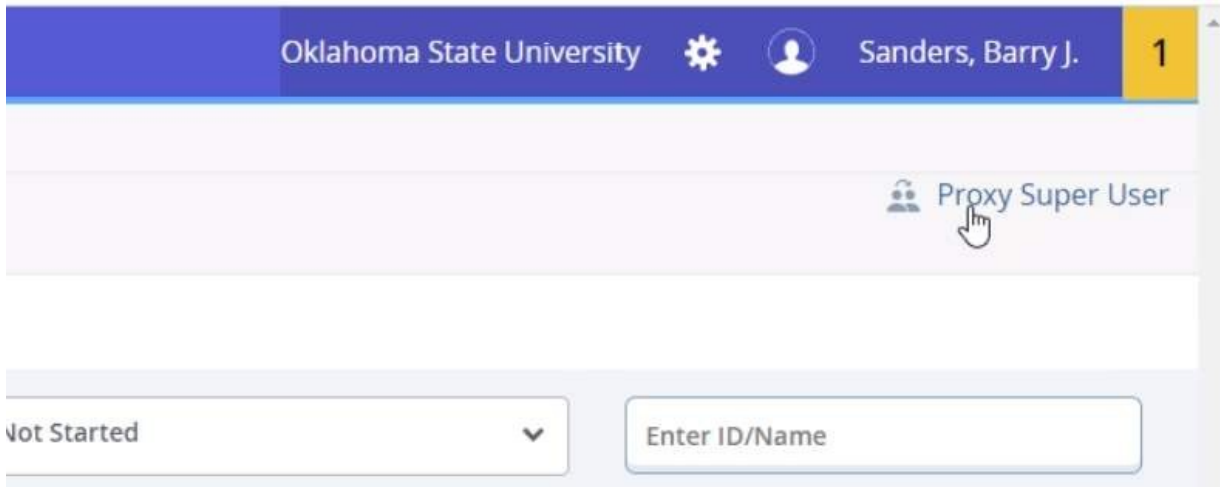 Oklahoma State University Sanders, Barry J. 1
Proxy Super User
Not Started
Enter ID/Name